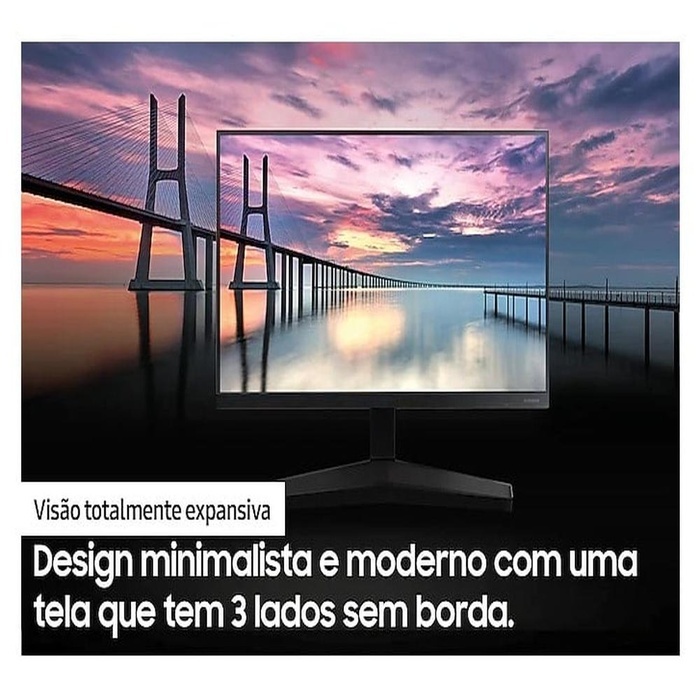 Visão totalmente expansiva
Design minimalista e moderno com uma
tela que tem 3 lados sem borda.